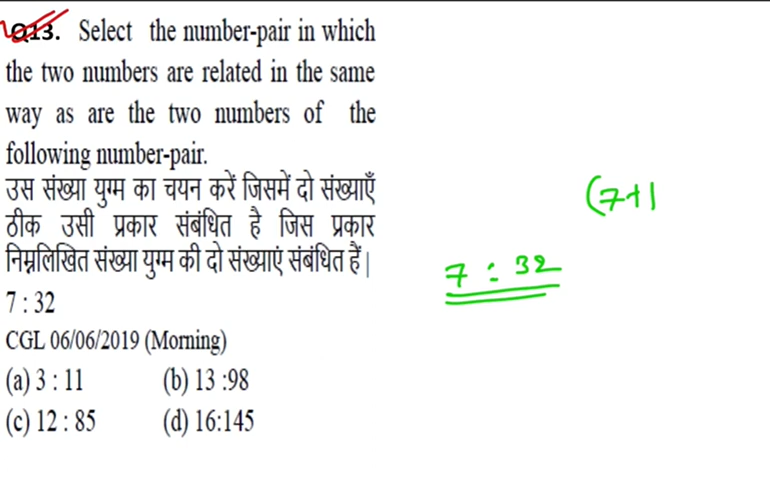 Q13. Select the number-pair in which
the two numbers are related in the same
way as are the two numbers of the
following number-pair.
उस संख्या युग्म का चयन करें जिसमें दो संख्याएँ
ठीक उसी प्रकार संबंधित है जिस प्रकार
निम्नलिखित संख्या युग्म की दो संख्याएं संबंधित हैं|
7 : 32
CGL 06/06/2019 (Morning)
(a) 3 : 11 (b) 13 :98
(c) 12 : 85 (d) 16:145
(7+1
7 : 32